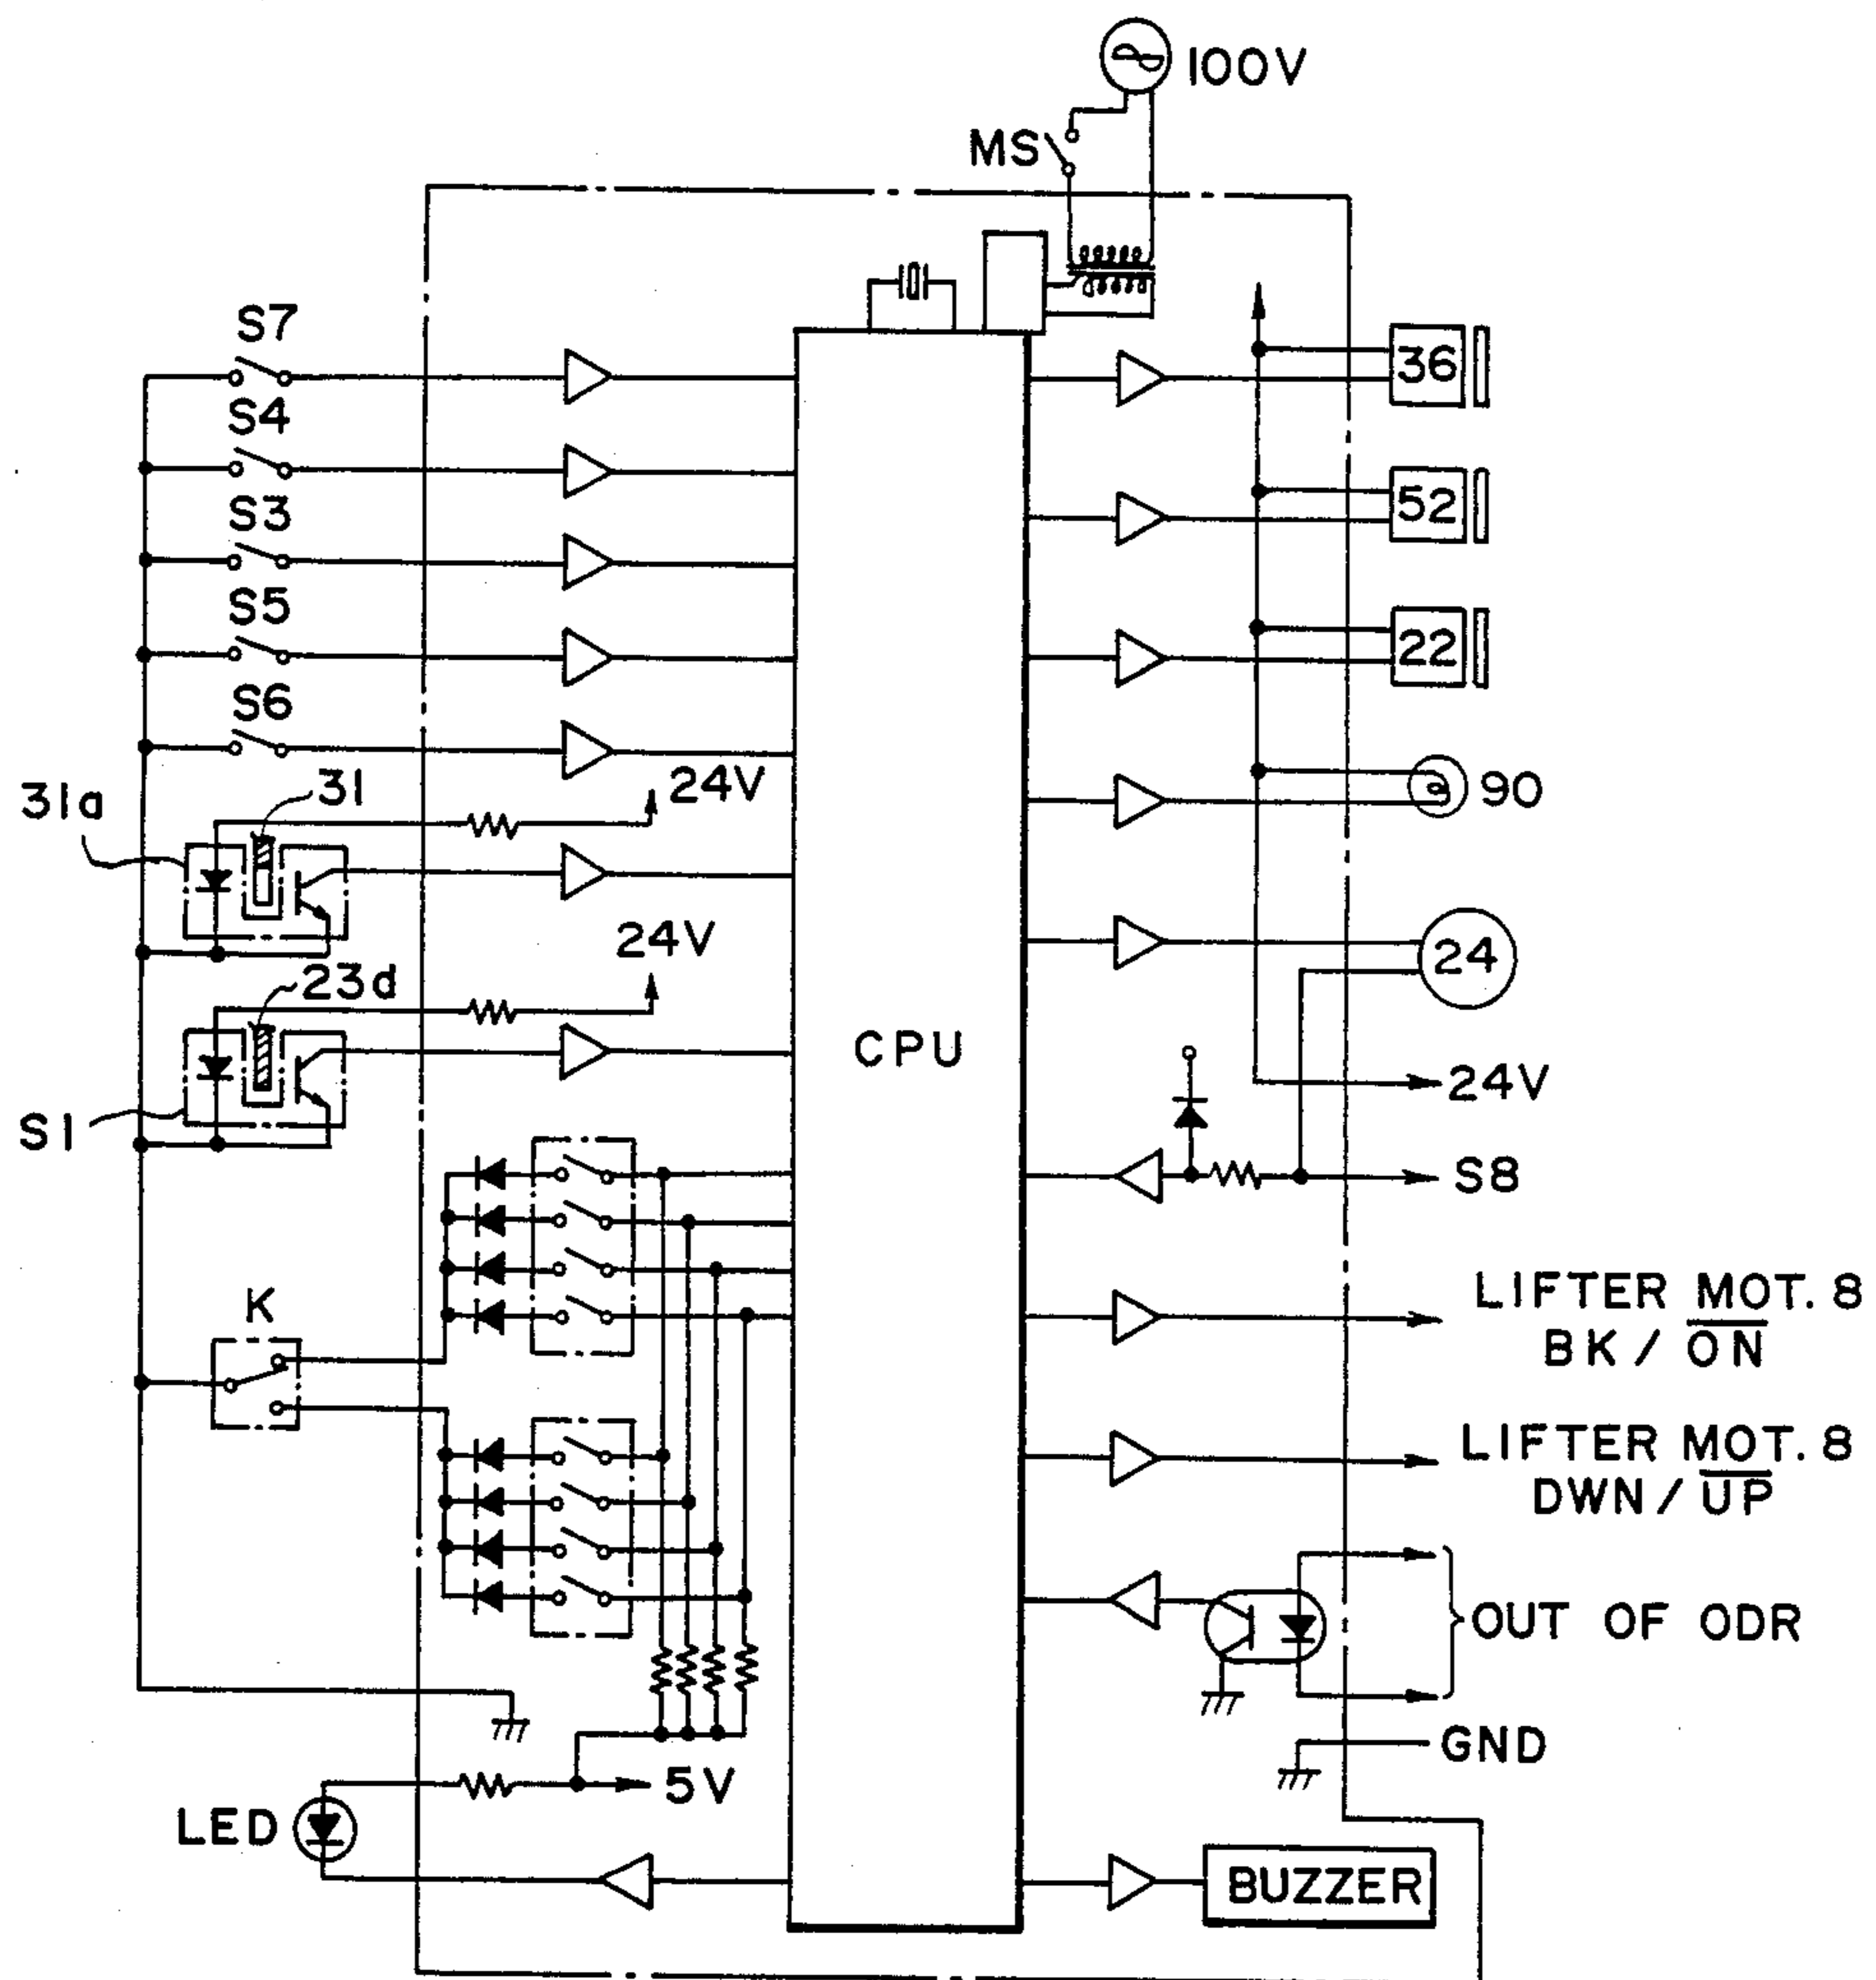 100V
MS
S7
36
S4
S3
52
S5
22
S6
24V
31
31a
90
24V
24
23d
CPU
24V
S1
S8
K
LIFTER MOT. 8
BK / ON
LIFTER MOT. 8
DWN / UP
OUT OF ODR
GND
5V
LED
BUZZER